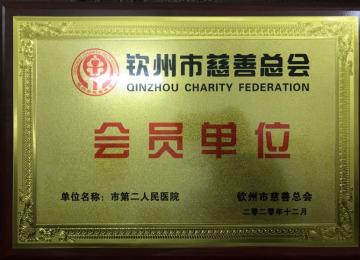 钦州市慈善总会
QINZHOU CHARITY FEDERATION
会员单位
单位名称：市第二人民医院
钦州市慈善总会
二〇二〇年十二月